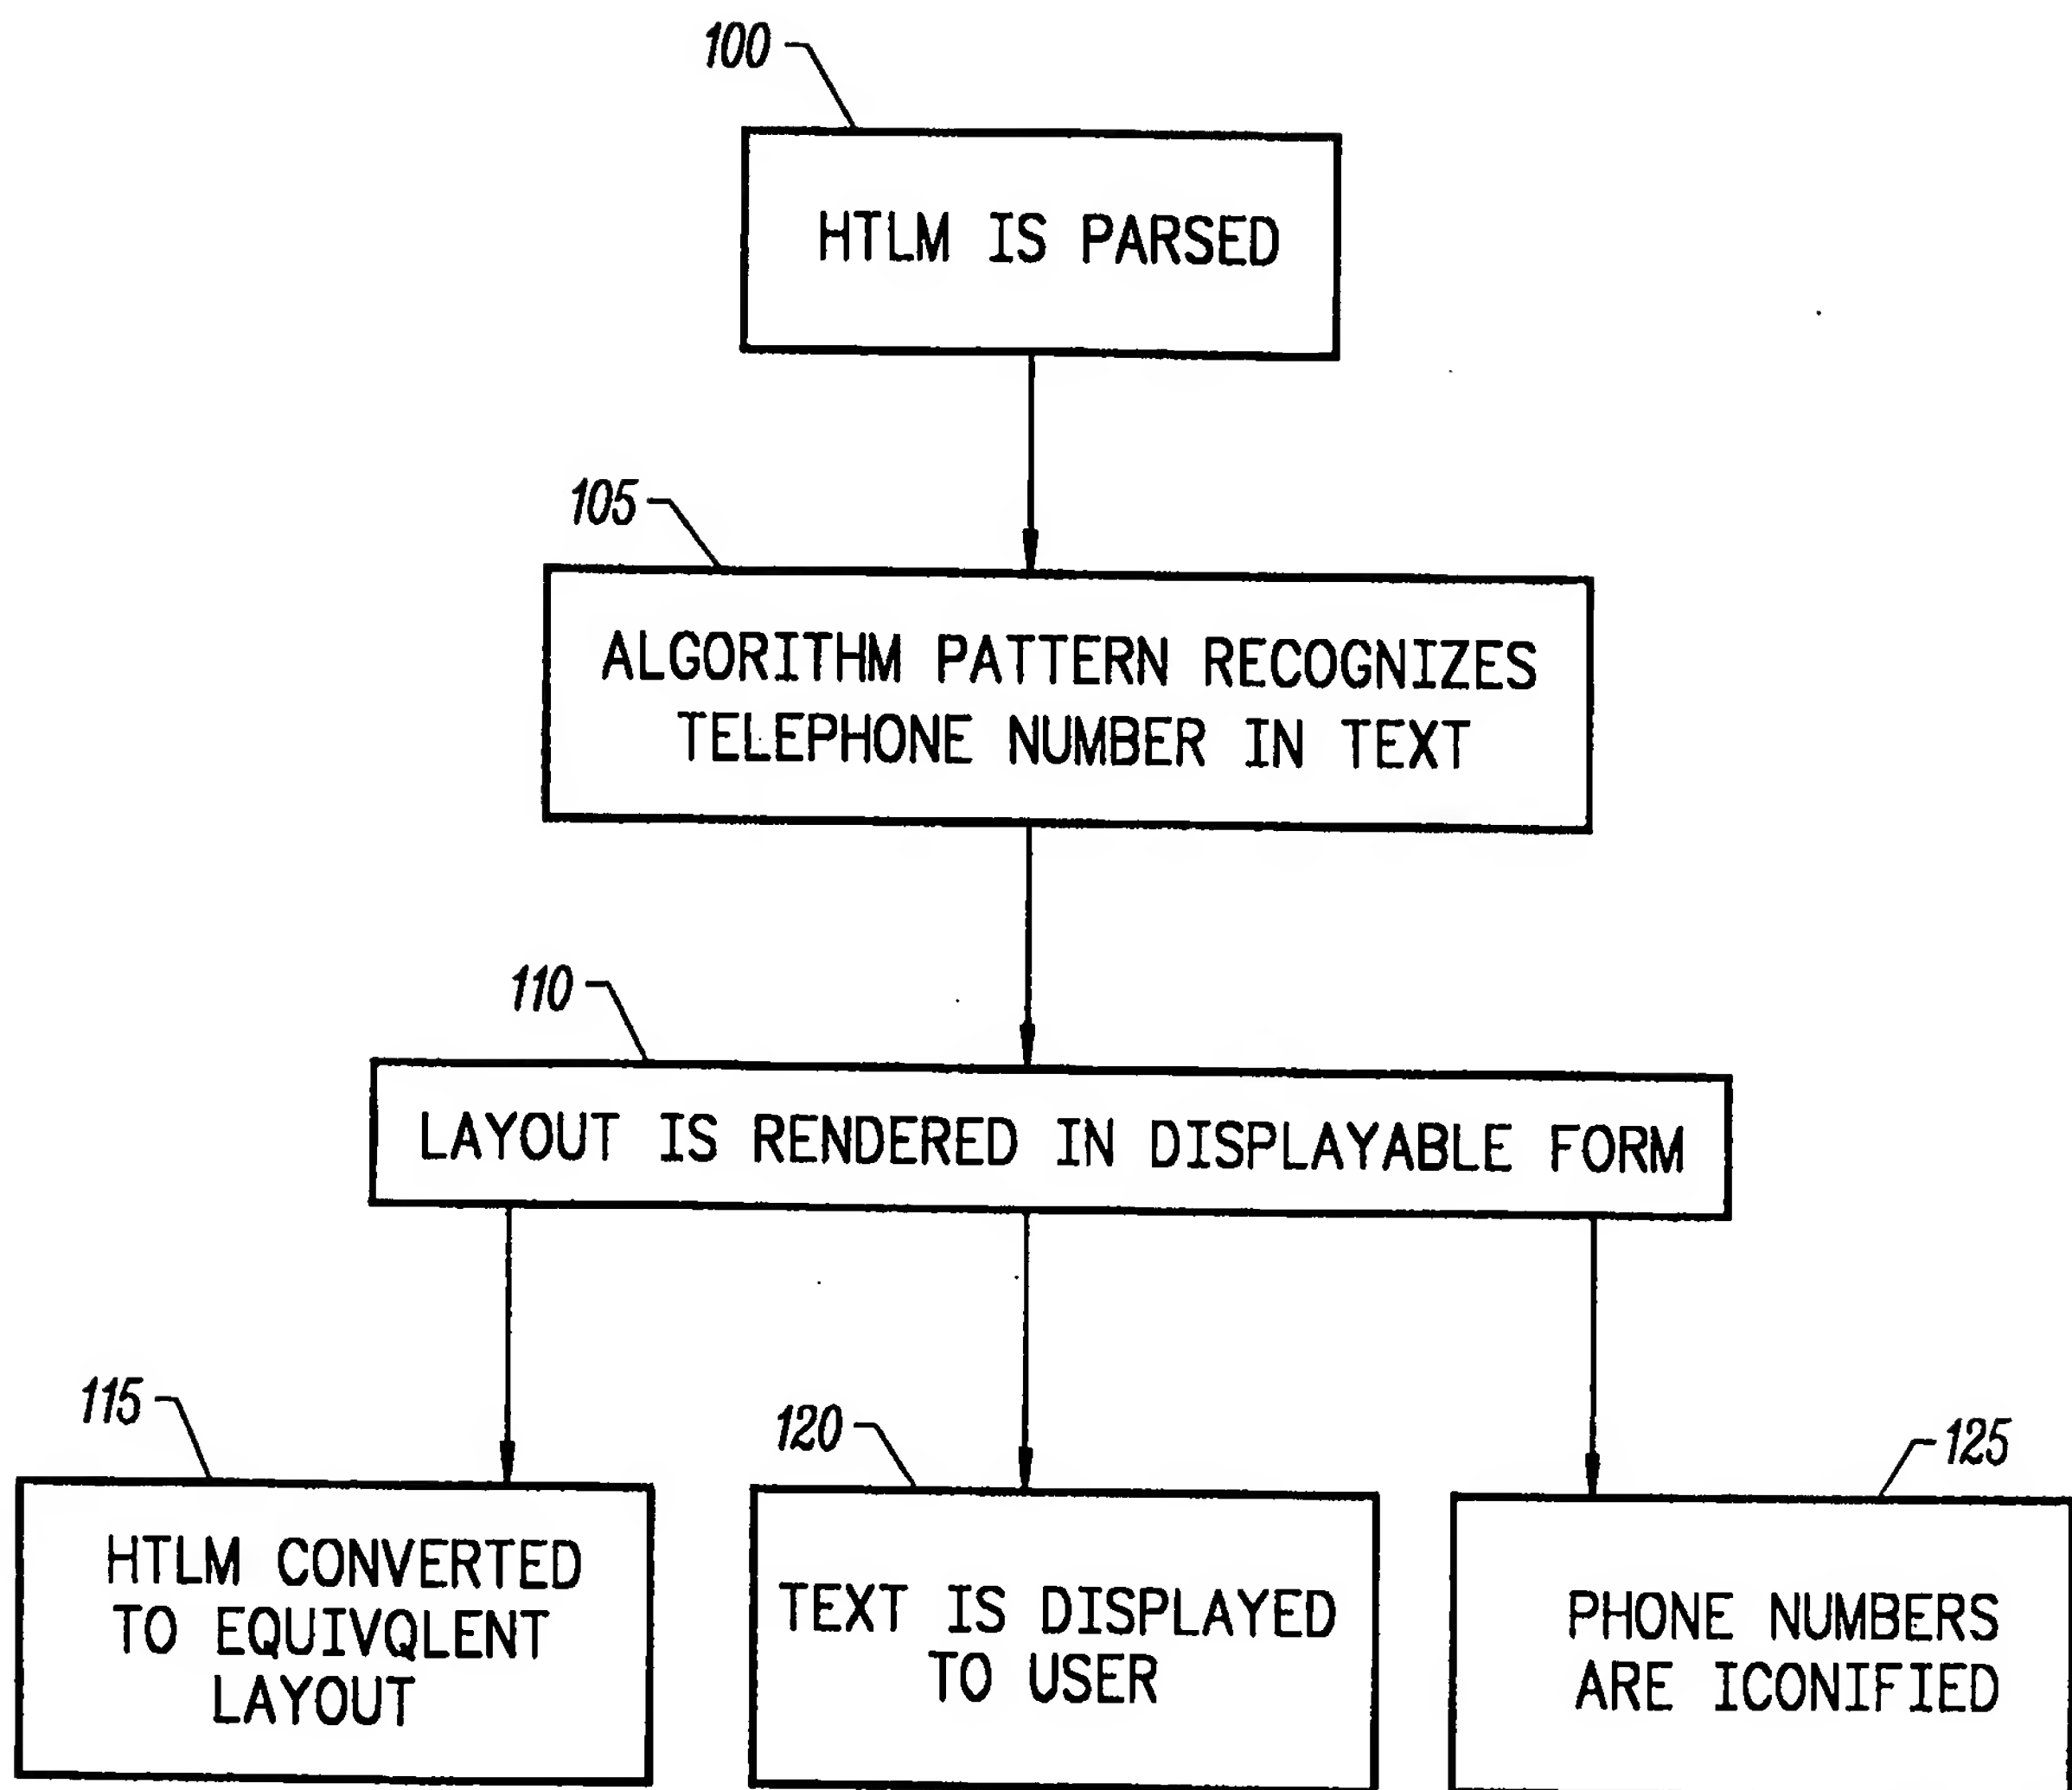 100
HTLM IS PARSED
105
ALGORITHM PATTERN RECOGNIZES
TELEPHONE NUMBER IN TEXT
110
LAYOUT IS RENDERED IN DISPLAYABLE FORM
115
HTLM CONVERTED
TO EQUIVQLENT
LAYOUT
120
TEXT IS DISPLAYED
TO USER
125
PHONE NUMBERS
ARE ICONIFIED